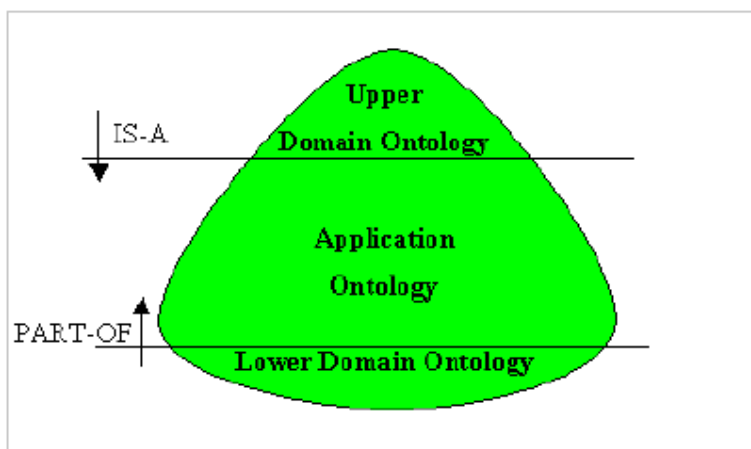 Upper
IS-A
Domain Ontology
Application
Ontology
PART-OF
Lower Domain Ontology